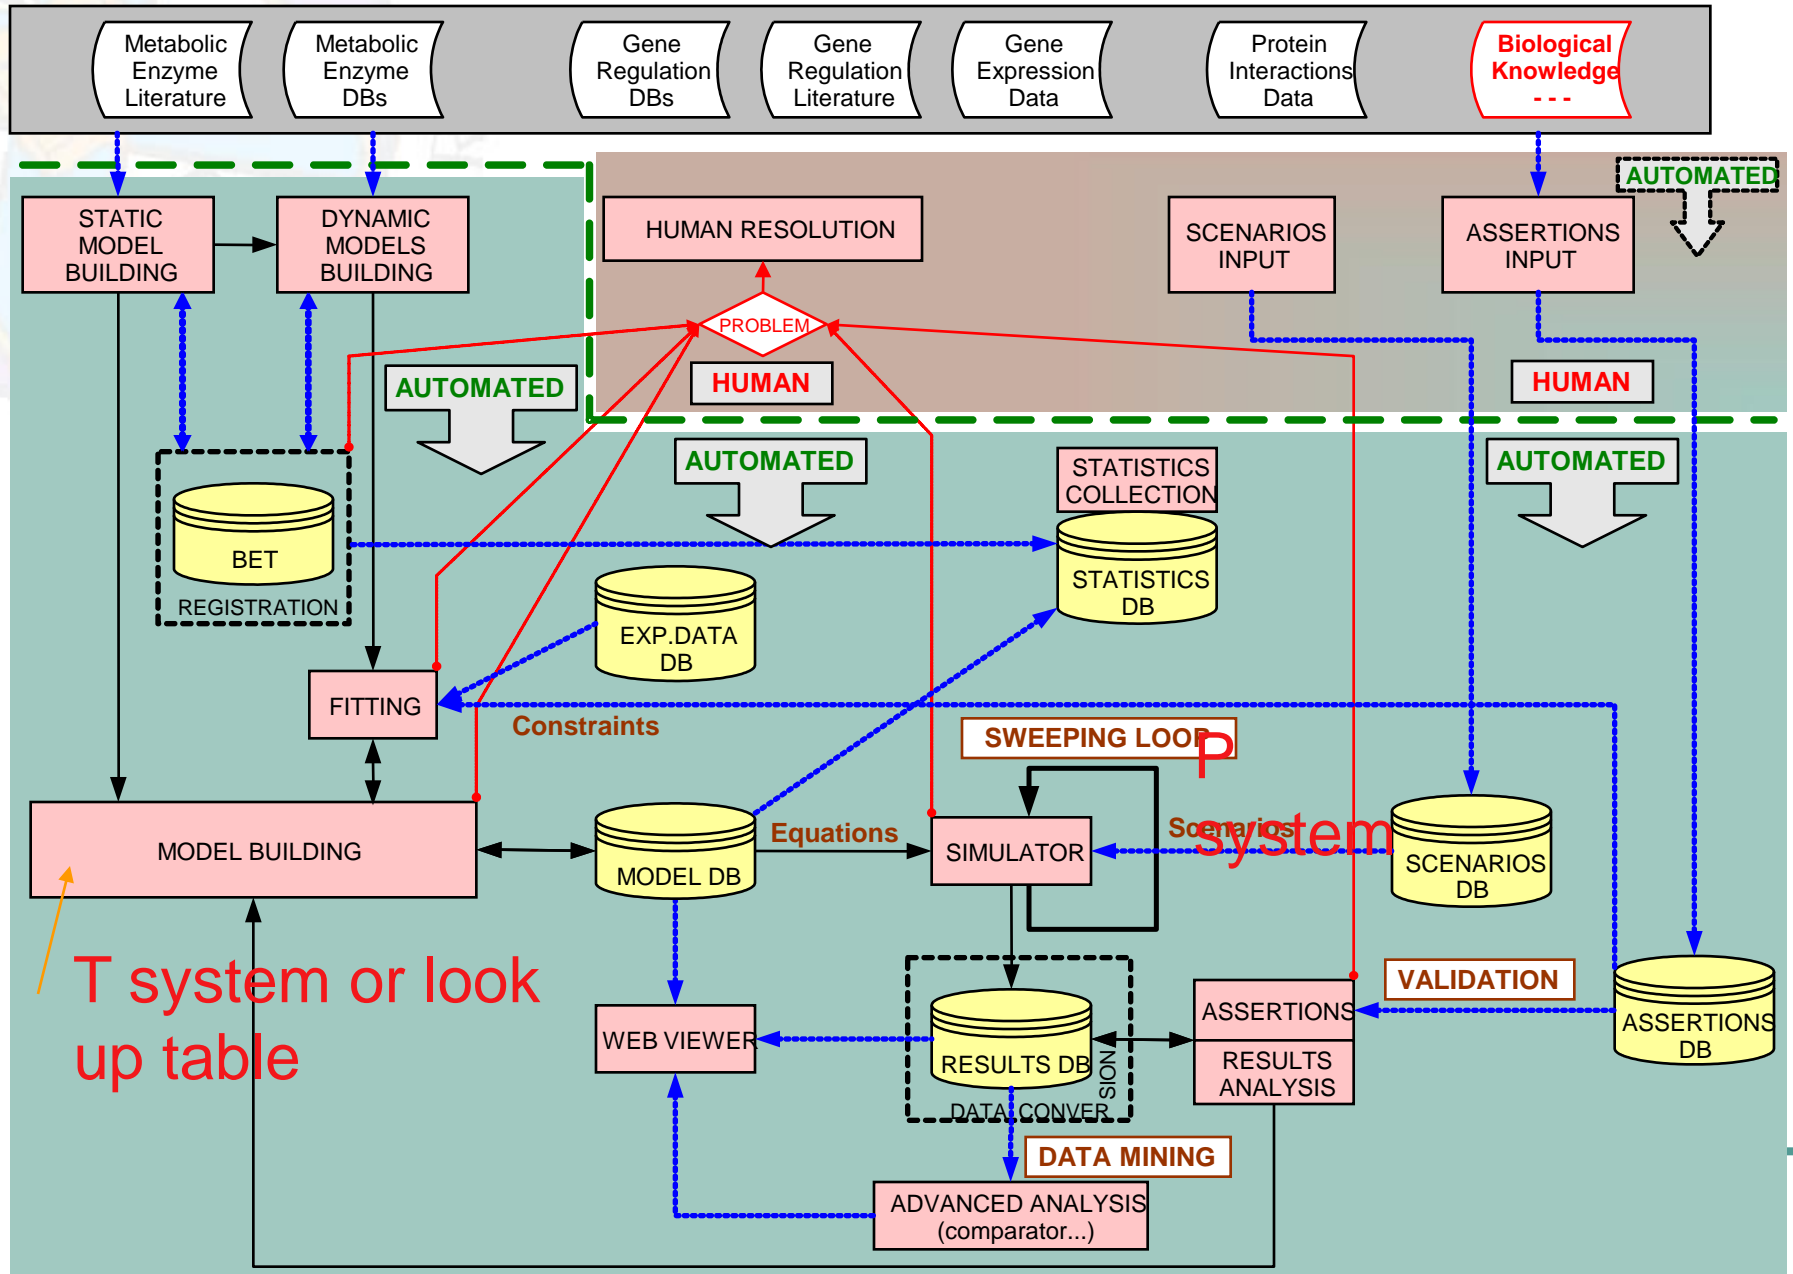 Metabolic
Enzyme
Literature
Metabolic
Enzyme
DBs
Gene
Regulation
DBs
Gene
Regulation
Literature
Gene
Expression
Data
Protein
Interactions
Data
Biological
Knowledge
- - -
AUTOMATED
STATIC
MODEL
BUILDING
DYNAMIC
MODELS
BUILDING
HUMAN RESOLUTION
SCENARIOS
INPUT
ASSERTIONS
INPUT
PROBLEM
AUTOMATED
HUMAN
HUMAN
AUTOMATED
STATISTICS
COLLECTION
AUTOMATED
BET
REGISTRATION
STATISTICS
DB
EXP.DATA
DB
FITTING
Constraints
SWEEPING LOOP
P
system
MODEL BUILDING
MODEL DB
Equations
SIMULATOR
Scenarios
SCENARIOS
DB
T system or look
up table
VALIDATION
WEB VIEWER
RESULTS DB
DATA CONVER
SION
ASSERTIONS
RESULTS
ANALYSIS
ASSERTIONS
DB
DATA MINING
ADVANCED ANALYSIS
(comparator...)